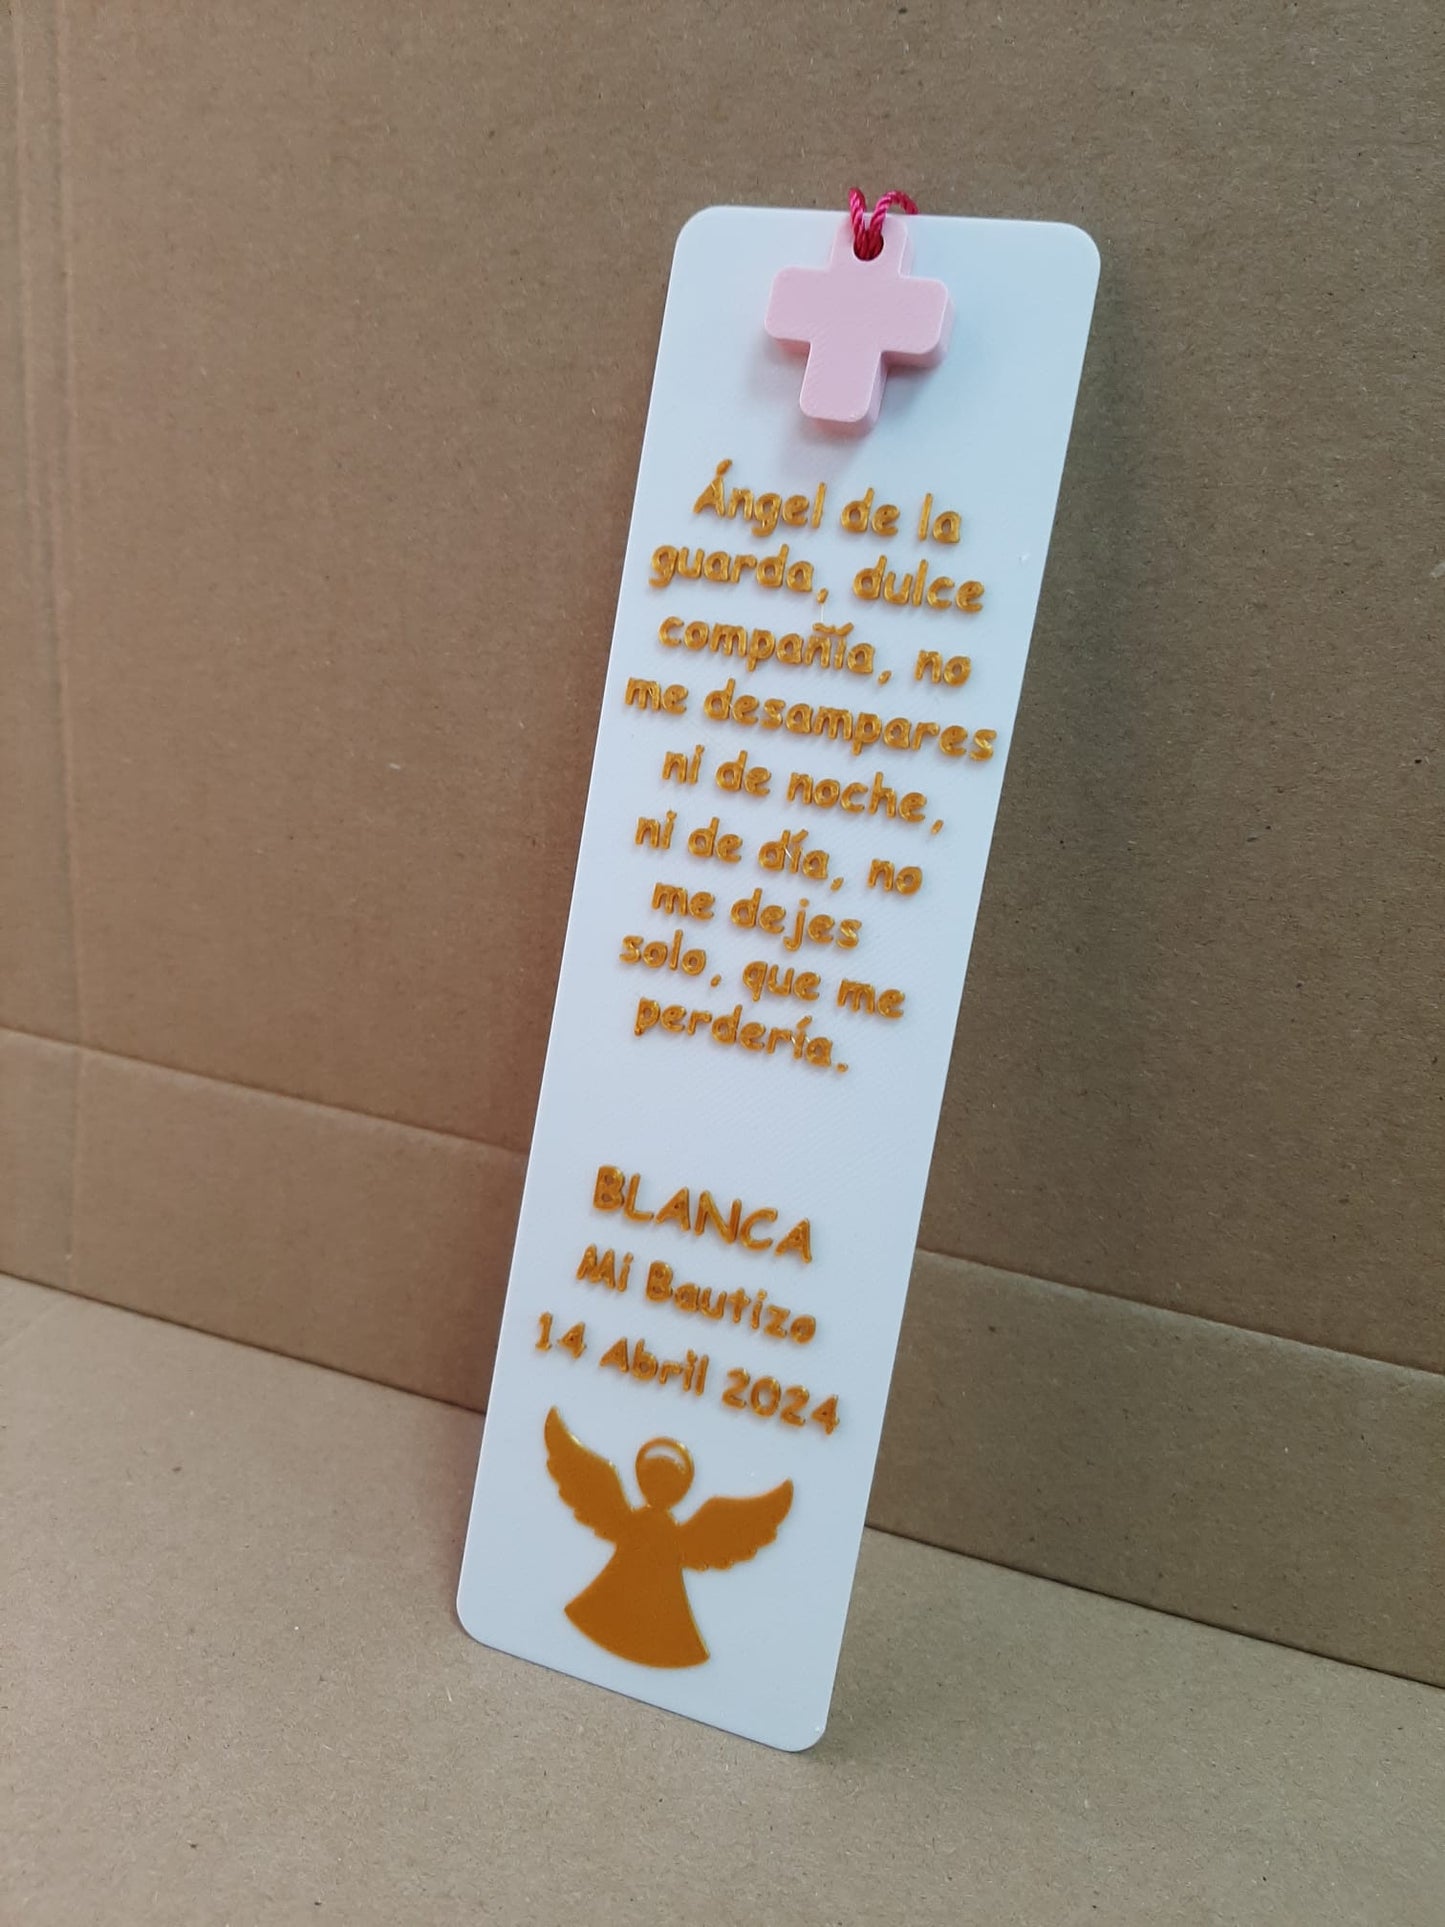 Ángel de la
guarda, dulce
compañía, no
me desampares
ni de noche,
ni de día, no
me dejes
solo, que me
perdería.
BLANCA
Mi Bautizo
14 Abril 2024